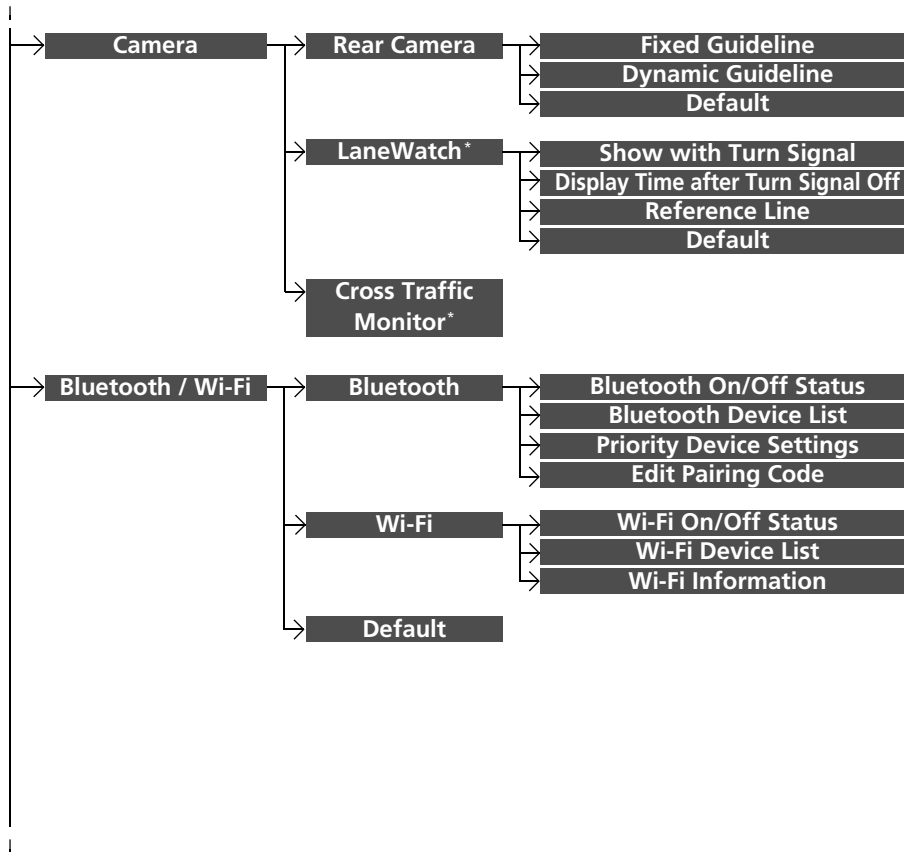 Camera
Rear Camera
Fixed Guideline
Dynamic Guideline
Default
LaneWatch*
Show with Turn Signal
Display Time after Turn Signal Off
Reference Line
Default
Cross Traffic
Monitor*
Bluetooth / Wi-Fi
Bluetooth
Bluetooth On/Off Status
Bluetooth Device List
Priority Device Settings
Edit Pairing Code
Wi-Fi
Wi-Fi On/Off Status
Wi-Fi Device List
Wi-Fi Information
Default